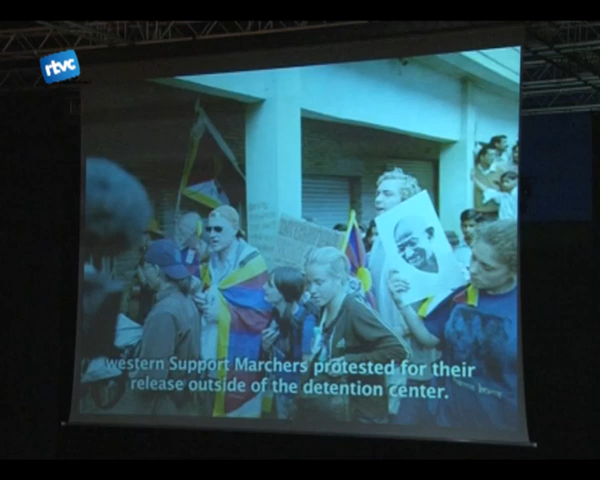 rtvc
western Support Marchers protested for their
release outside of the detention center.